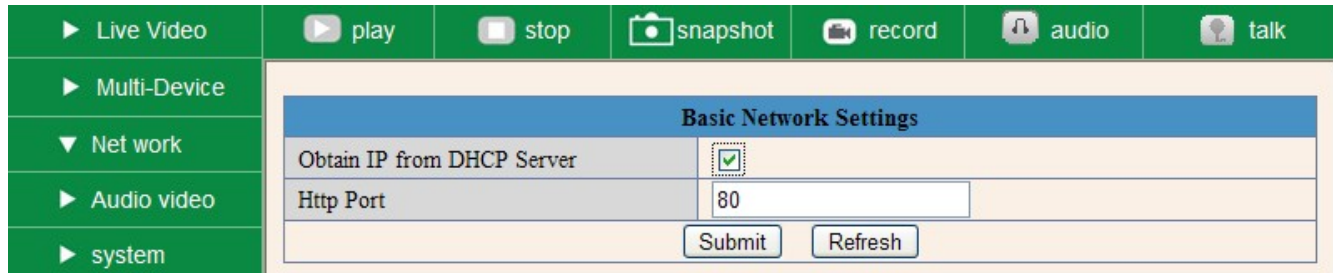 Live Video play stop snapshot record audio talk
Multi-Device
Basic Network Settings
Net work
Obtain IP from DHCP Server
Audio video
Http Port 80
Submit Refresh
system